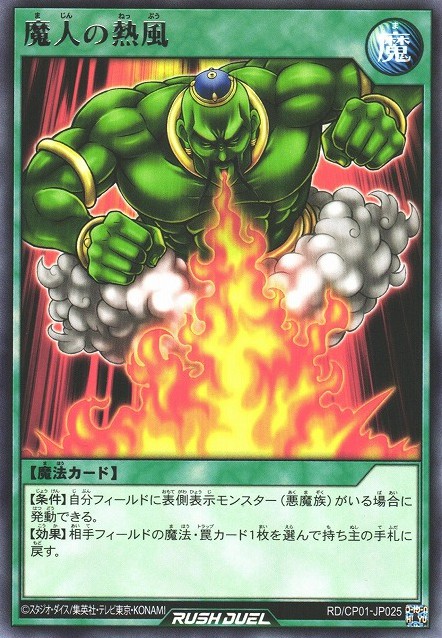 魔人の熱風
魔
【魔法カード】
【条件】自分フィールドに表側表示モンスター(悪魔族)がいる場合に
発動できる。
【効果】相手フィールドの魔法・罠カード1枚を選んで持ち主の手札に
戻す。
©スタジオ・ダイス/集英社・テレビ東京・KONAMI
RUSH DUEL
RD/CP01-JP025